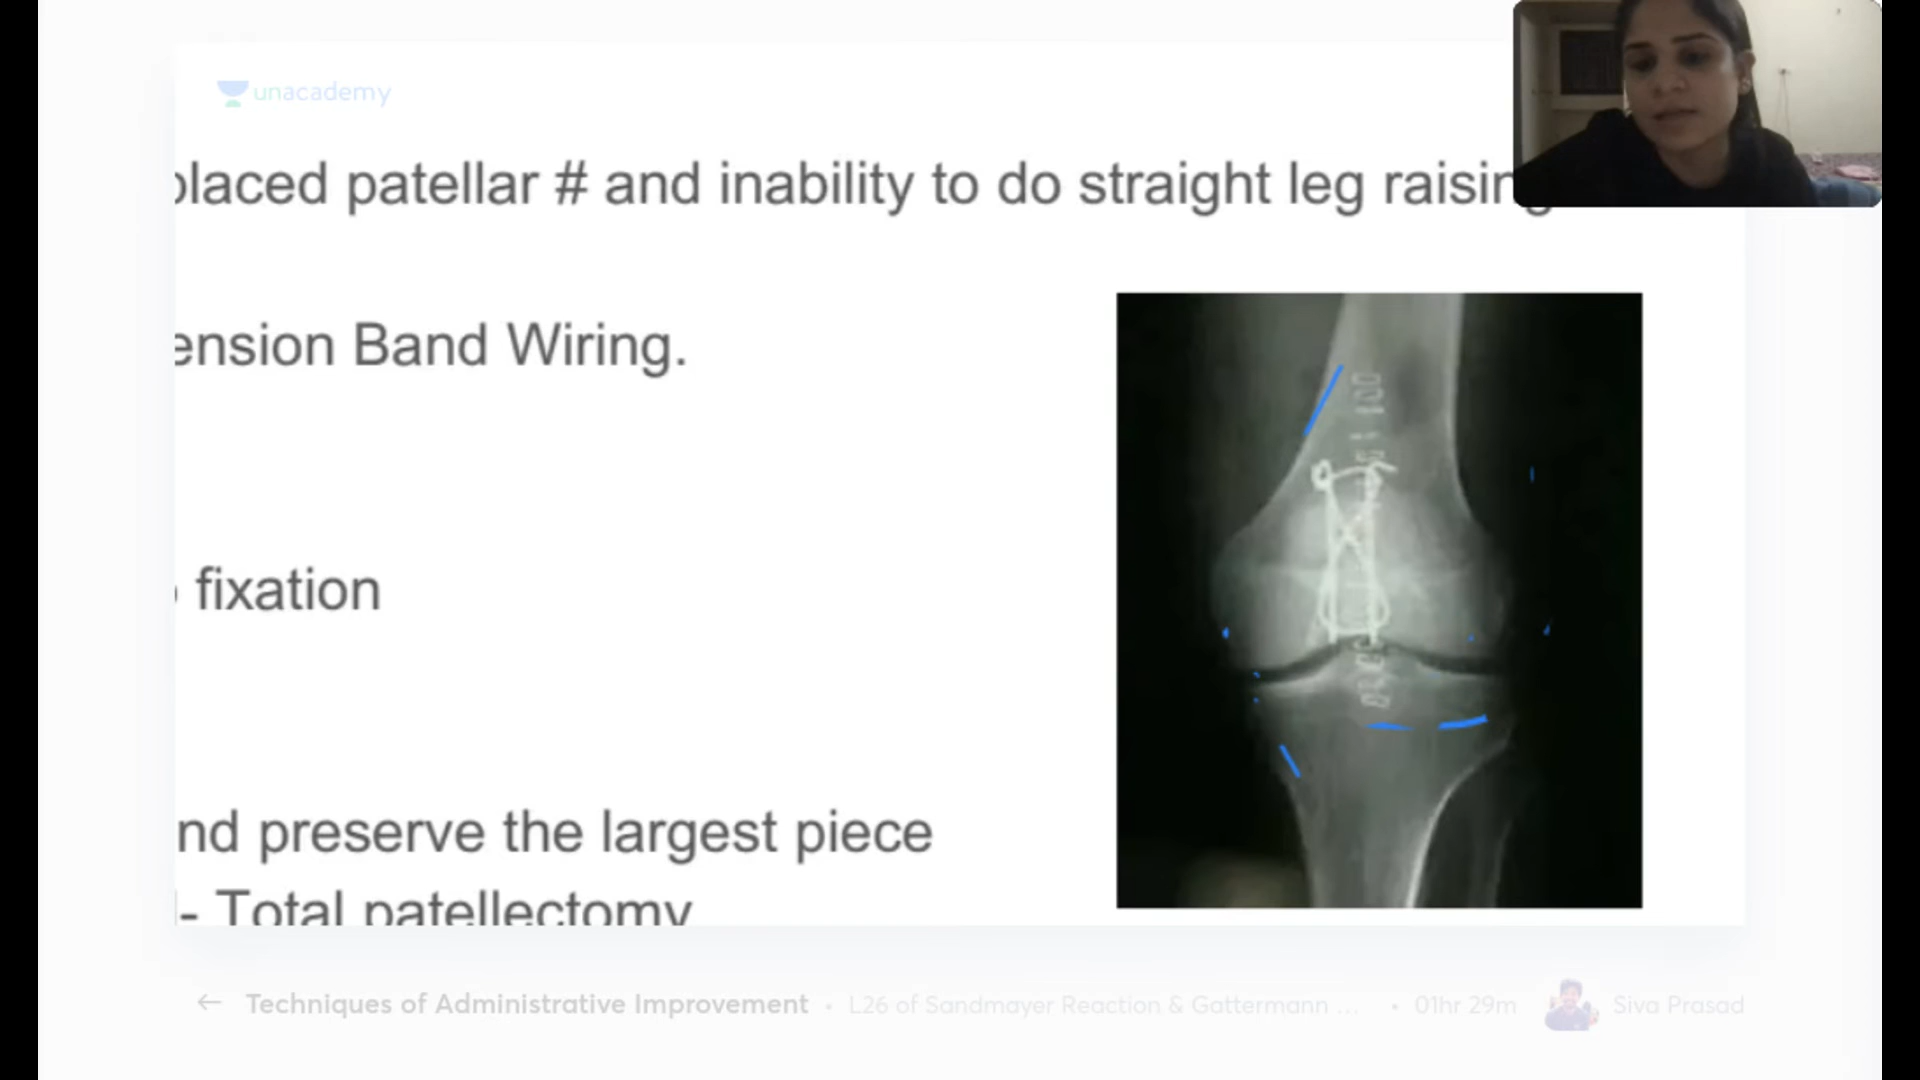 unacademy
placed patellar # and inability to do straight leg raising
ension Band Wiring.
fixation
nd preserve the largest piece
- Total patellectomy
← Techniques of Administrative Improvement • L26 of Sandmayer Reaction & Gattermann ... • 01hr 29m Siva Prasad